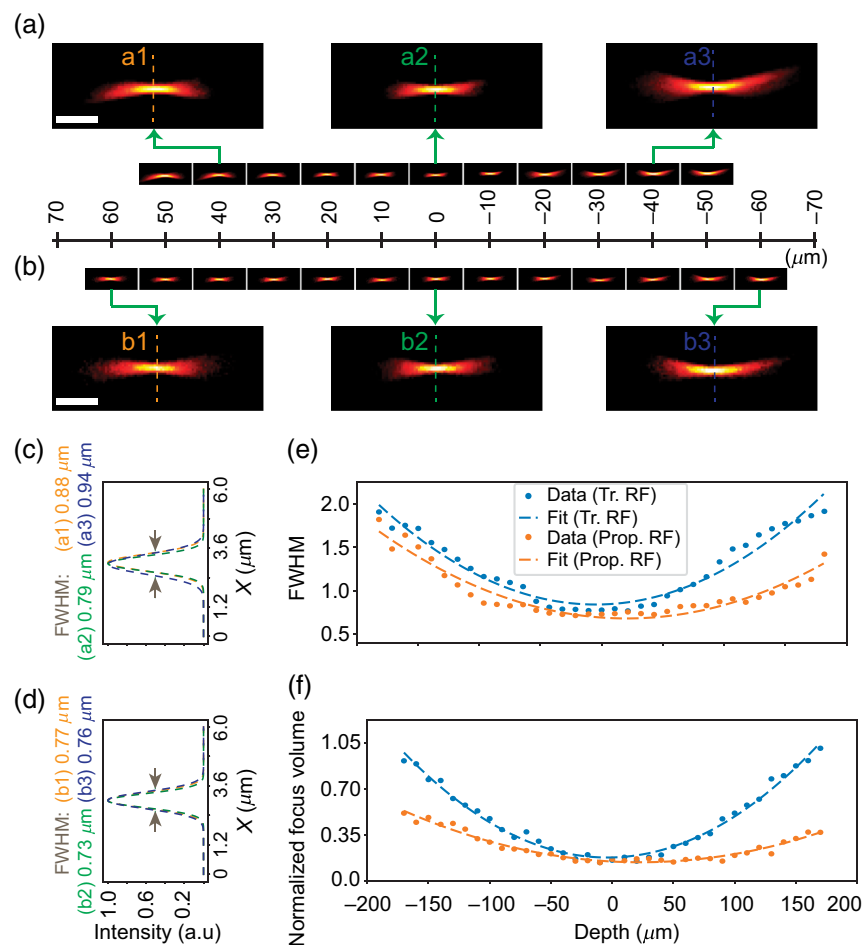 (a)
a1
a2
a3
70 60 50 40 30 20 10 0 −10 −20 −30 −40 −50 −60 −70
(μm)
(b)
b1
b2
b3
(c)
FWHM: (a1) 0.88 μm
(a2) 0.79 μm (a3) 0.94 μm
0 1.2 3.6 6.0
X (μm)
(d)
FWHM: (b1) 0.77 μm
(b2) 0.73 μm (b3) 0.76 μm
0 1.2 3.6 6.0
X (μm)
1.0 0.6 0.2
Intensity (a.u)
(e)
2.0
1.5
1.0
0.5
FWHM
Data (Tr. RF)
Fit (Tr. RF)
Data (Prop. RF)
Fit (Prop. RF)
(f)
1.05
0.70
0.35
0.0
Normalized focus volume
−200 −150 −100 −50 0 50 100 150 200
Depth (μm)